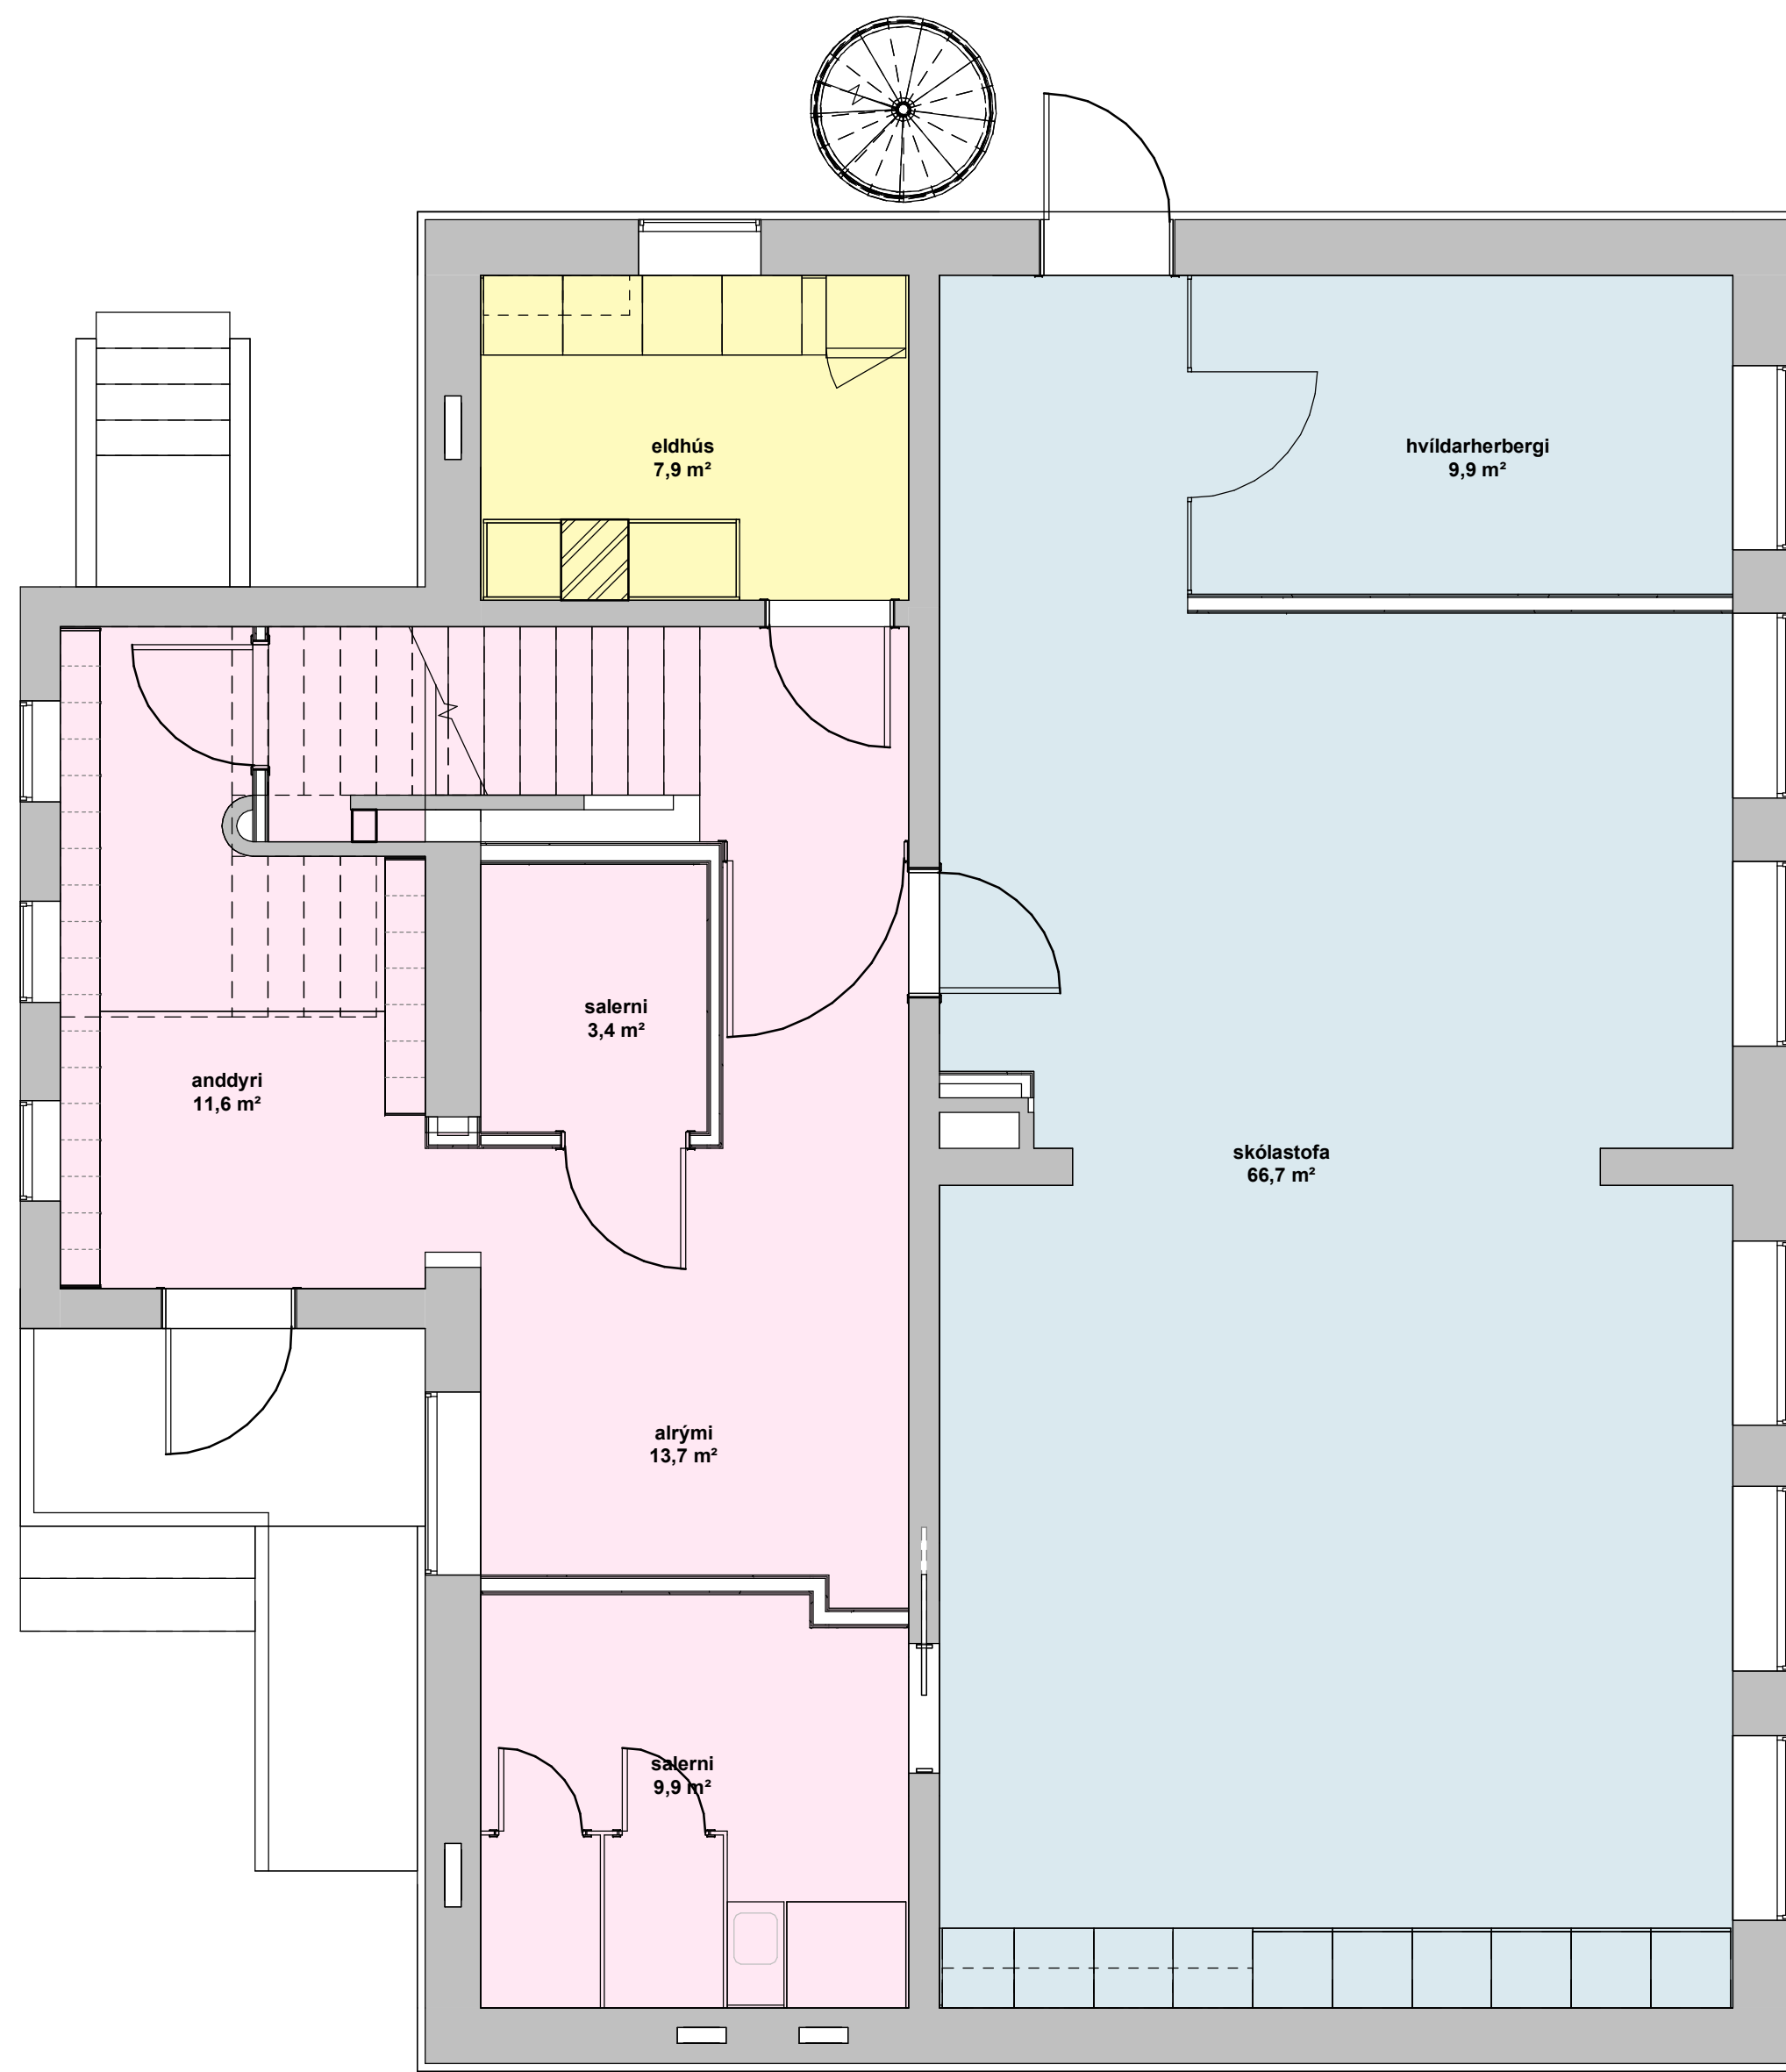 eldhús
7,9 m²
hvíldarherbergi
9,9 m²
salerni
3,4 m²
anddyri
11,6 m²
skólastofa
66,7 m²
alrými
13,7 m²
salerni
9,9 m²